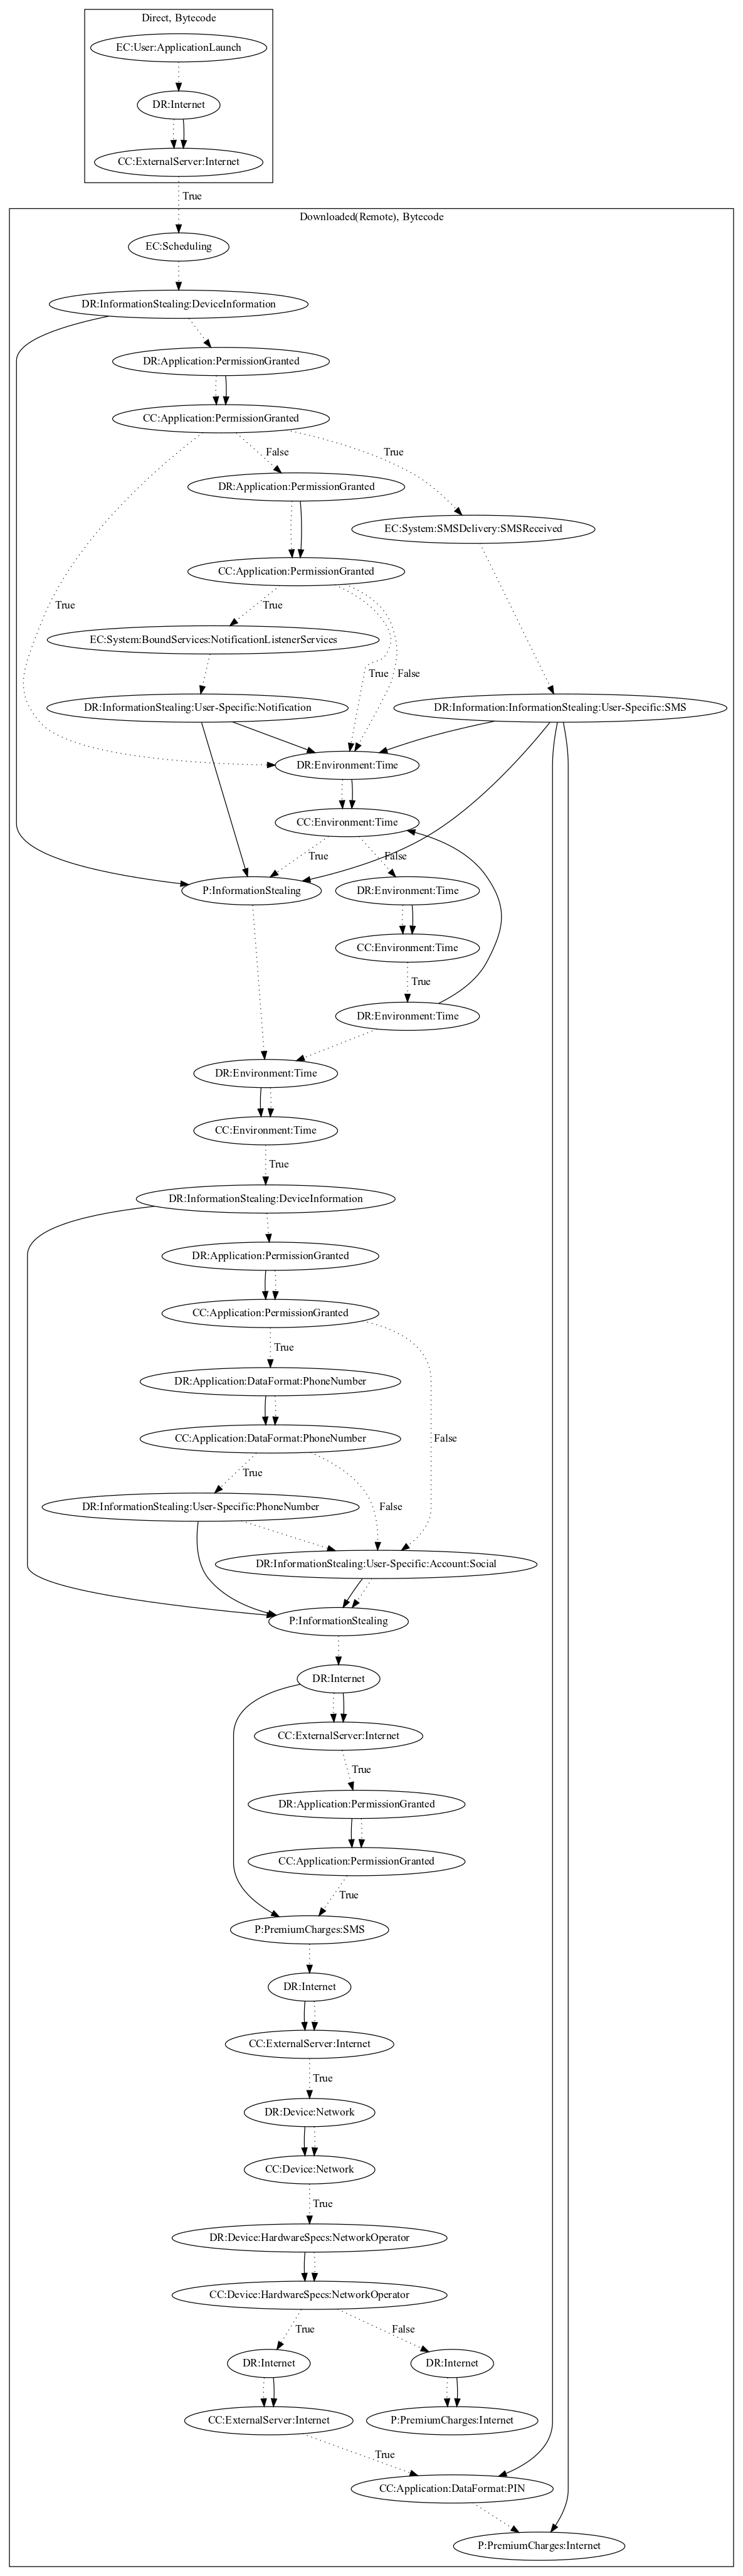 Direct, Bytecode
EC:User:ApplicationLaunch
DR:Internet
CC:ExternalServer:Internet
True
Downloaded(Remote), Bytecode
EC:Scheduling
DR:InformationStealing:DeviceInformation
DR:Application:PermissionGranted
CC:Application:PermissionGranted
False
True
DR:Application:PermissionGranted
EC:System:SMSDelivery:SMSReceived
CC:Application:PermissionGranted
True
True
EC:System:BoundServices:NotificationListenerServices
True
False
DR:InformationStealing:User-Specific:Notification
DR:Information:InformationStealing:User-Specific:SMS
DR:Environment:Time
CC:Environment:Time
True
False
P:InformationStealing
DR:Environment:Time
CC:Environment:Time
True
DR:Environment:Time
DR:Environment:Time
CC:Environment:Time
True
DR:InformationStealing:DeviceInformation
DR:Application:PermissionGranted
CC:Application:PermissionGranted
True
DR:Application:DataFormat:PhoneNumber
CC:Application:DataFormat:PhoneNumber
False
True
DR:InformationStealing:User-Specific:PhoneNumber
False
DR:InformationStealing:User-Specific:Account:Social
P:InformationStealing
DR:Internet
CC:ExternalServer:Internet
True
DR:Application:PermissionGranted
CC:Application:PermissionGranted
True
P:PremiumCharges:SMS
DR:Internet
CC:ExternalServer:Internet
True
DR:Device:Network
CC:Device:Network
True
DR:Device:HardwareSpecs:NetworkOperator
CC:Device:HardwareSpecs:NetworkOperator
True
False
DR:Internet
DR:Internet
CC:ExternalServer:Internet
P:PremiumCharges:Internet
True
CC:Application:DataFormat:PIN
P:PremiumCharges:Internet